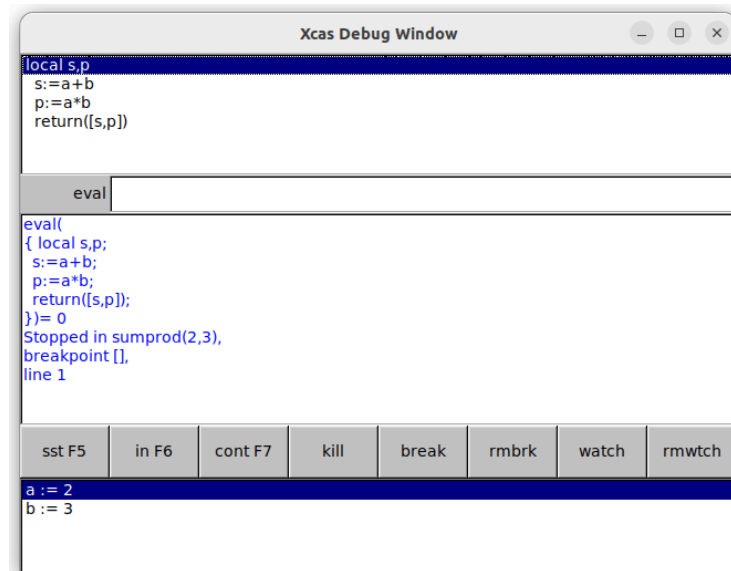 Xcas Debug Window
local s,p
s:=a+b
p:=a*b
return([s,p])
eval
eval(
{ local s,p;
s:=a+b;
p:=a*b;
return([s,p]);
})= 0
Stopped in sumprod(2,3),
breakpoint [],
line 1
sst F5 in F6 cont F7 kill break rmbrk watch rmwtch
a := 2
b := 3